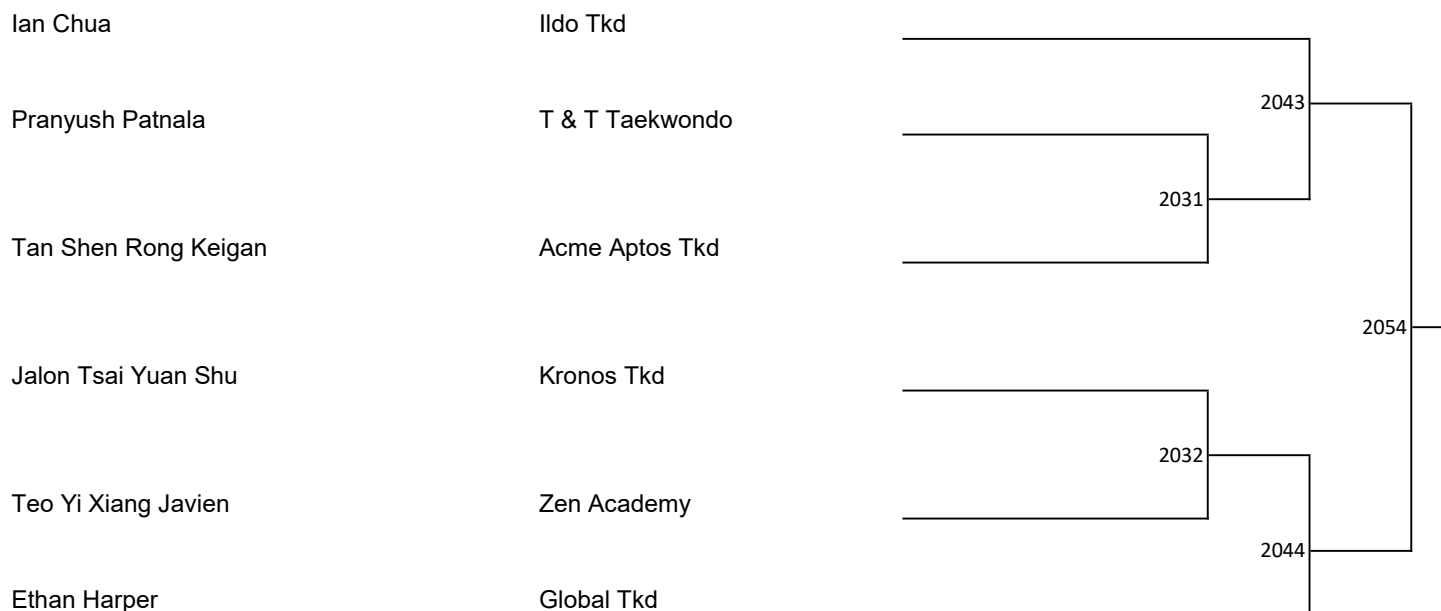 Ian Chua Ildo Tkd
2043
Pranyush Patnala T & T Taekwondo
2031
Tan Shen Rong Keigan Acme Aptos Tkd
2054
Jalon Tsai Yuan Shu Kronos Tkd
2032
Teo Yi Xiang Javien Zen Academy
2044
Ethan Harper Global Tkd